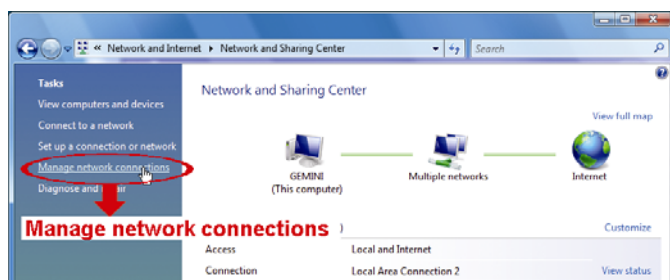 « Network and Internet ▸ Network and Sharing Center
Search
Tasks
View computers and devices
Connect to a network
Set up a connection or network
Manage network connections
Diagnose and
Network and Sharing Center
View full map
GEMINI
(This computer)
Multiple networks
Internet
Manage network connections
)
Customize
Access
Local and Internet
Connection
Local Area Connection 2
View status